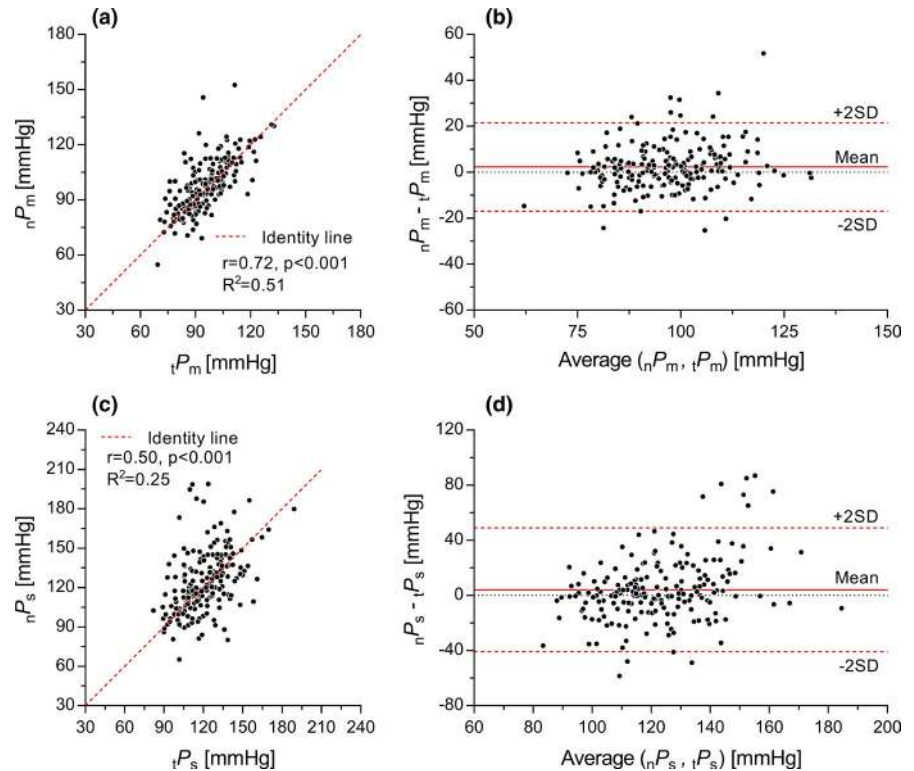 (a)
180
150
120
90
60
30
nPm [mmHg]
Identity line
r=0.72, p<0.001
R²=0.51
30 60 90 120 150 180
tPm [mmHg]
(b)
60
40
20
0
-20
-40
-60
nPm - tPm [mmHg]
+2SD
Mean
-2SD
50 75 100 125 150
Average (nPm, tPm) [mmHg]
(c)
240
210
180
150
120
90
60
30
nPs [mmHg]
Identity line
r=0.50, p<0.001
R²=0.25
30 60 90 120 150 180 210 240
tPs [mmHg]
(d)
120
80
40
0
-40
-80
nPs - tPs [mmHg]
+2SD
Mean
-2SD
60 80 100 120 140 160 180 200
Average (nPs, tPs) [mmHg]